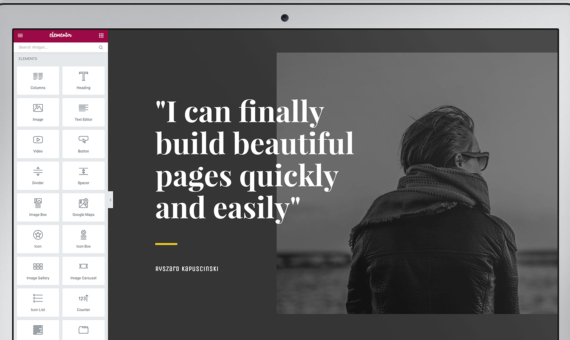 elementor
Search Widget...
ELEMENTS
Columns
Heading
Image
Text Editor
Video
Button
Divider
Spacer
Image Box
Google Maps
Icon
Icon Box
Image Gallery
Image Carousel
Icon List
Counter
"I can finally
build beautiful
pages quickly
and easily"
Ryszard Kapuscinski